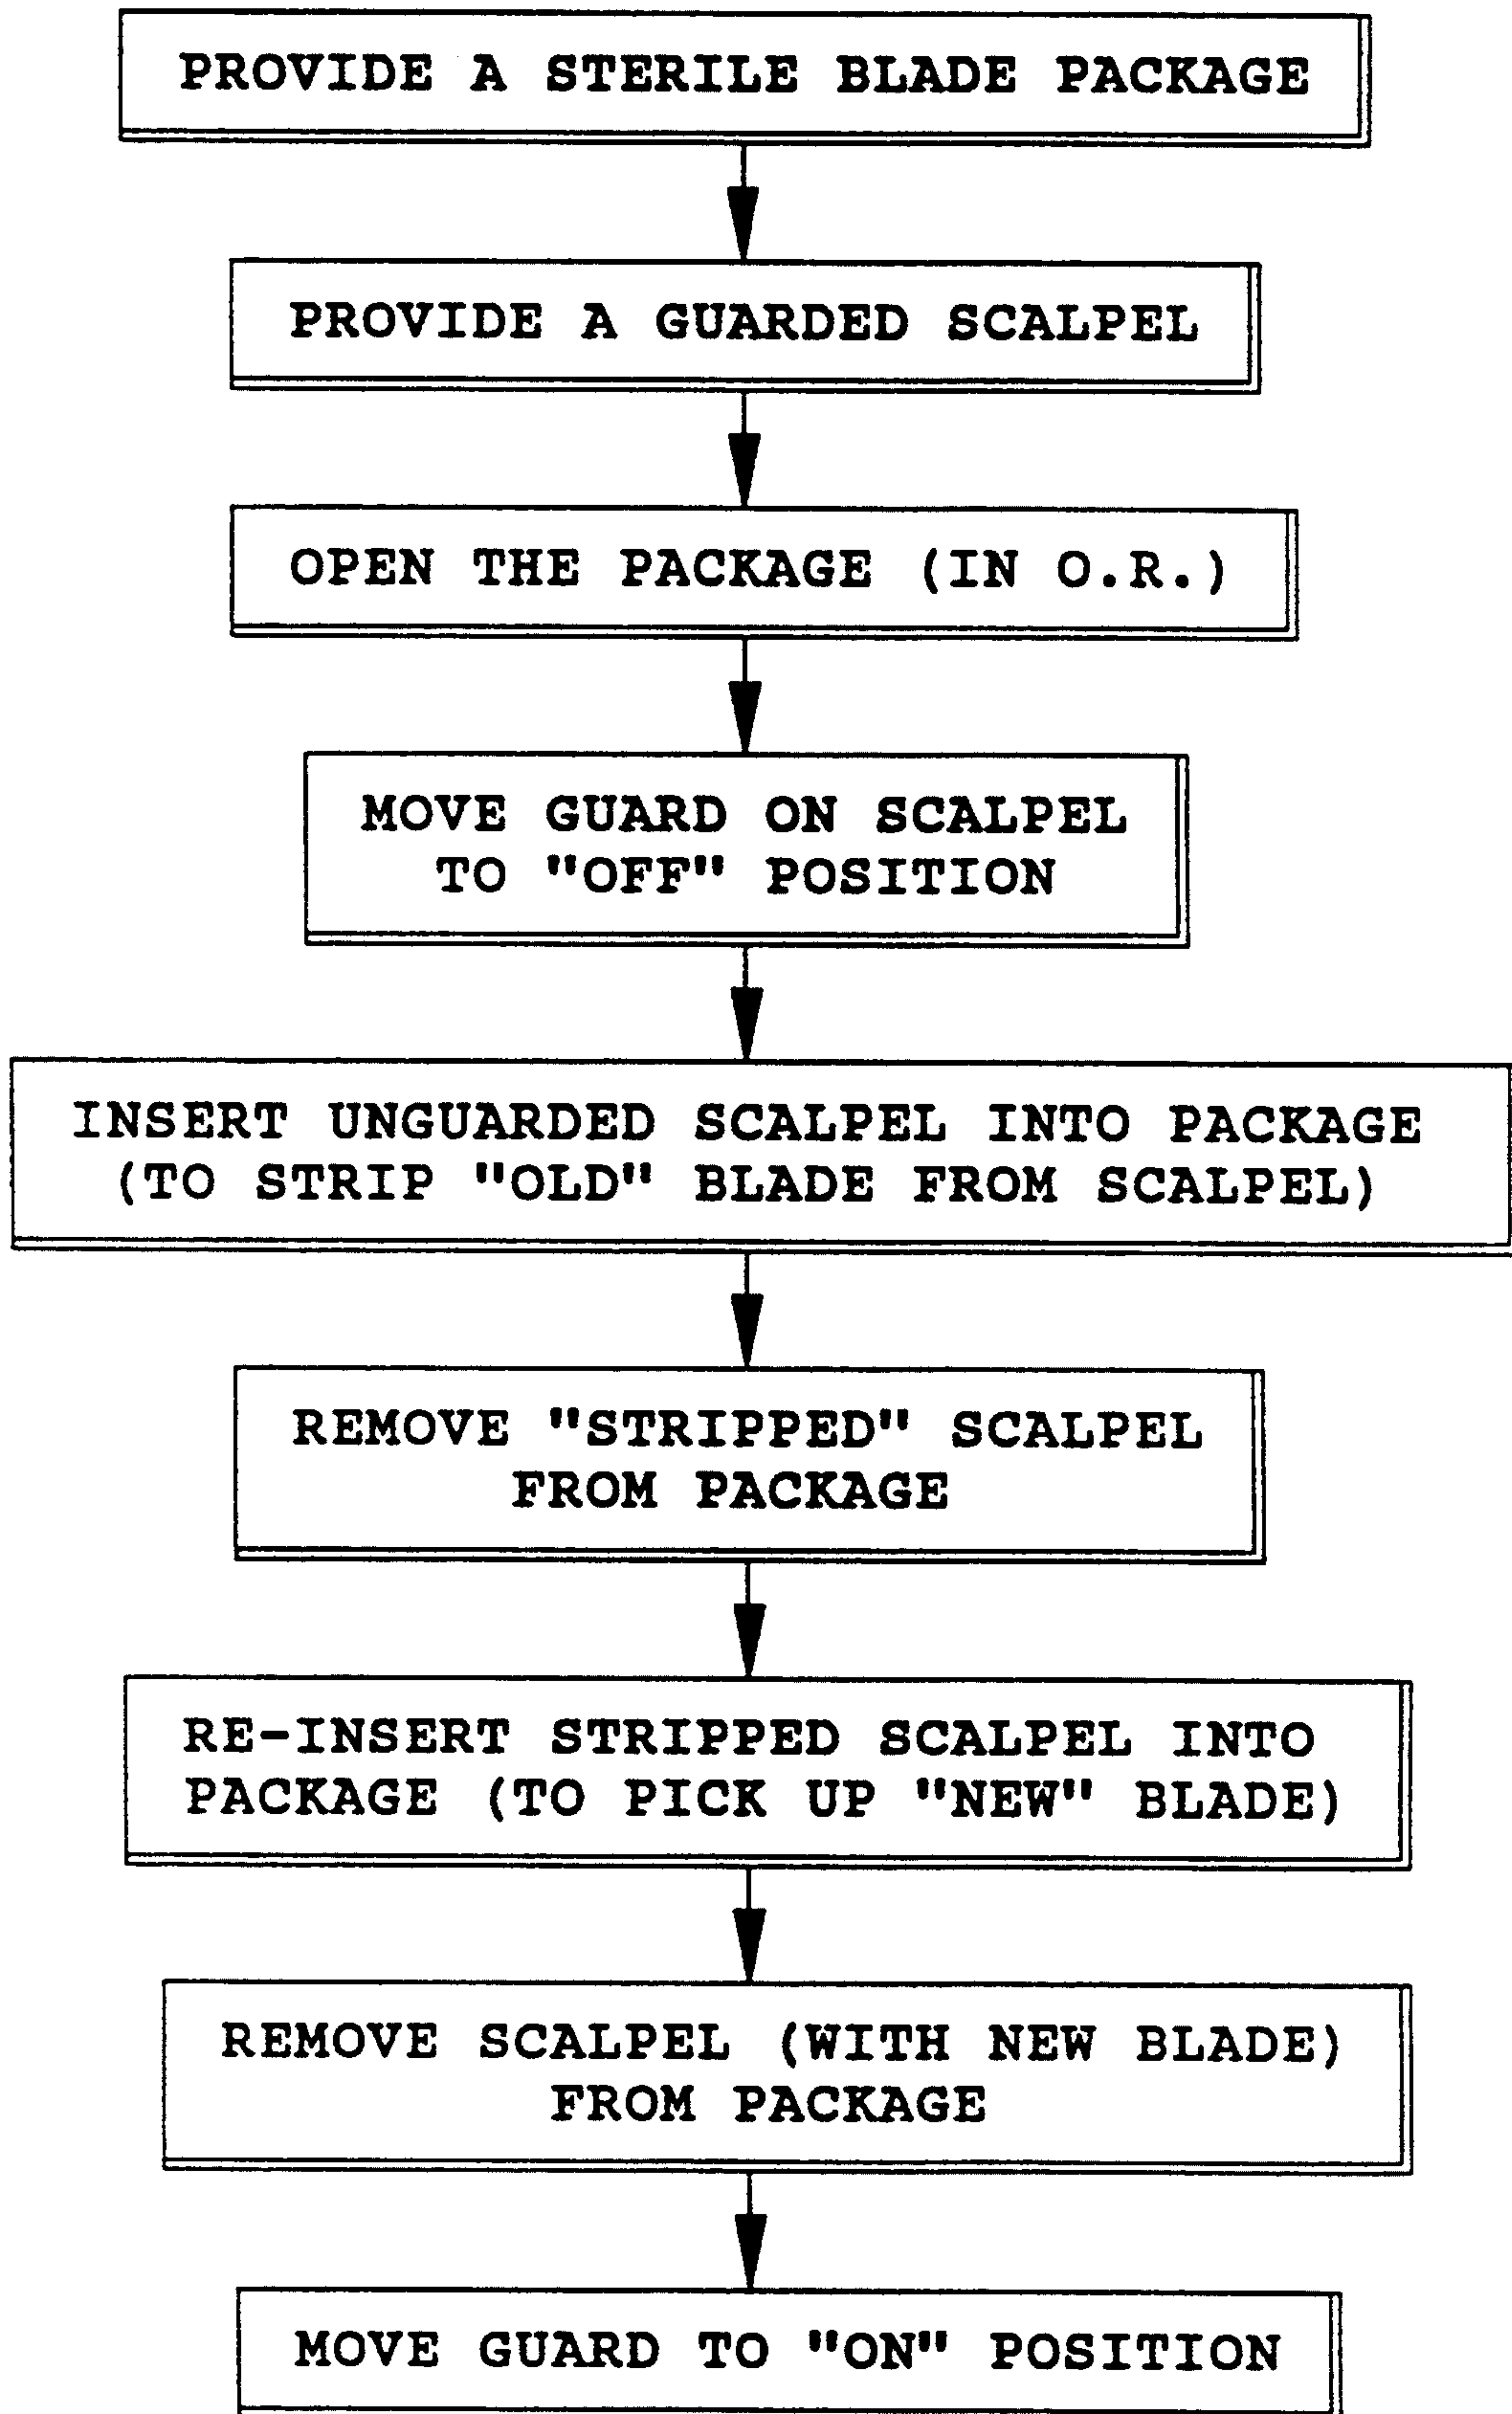 PROVIDE A STERILE BLADE PACKAGE
PROVIDE A GUARDED SCALPEL
OPEN THE PACKAGE (IN O.R.)
MOVE GUARD ON SCALPEL
TO "OFF" POSITION
INSERT UNGUARDED SCALPEL INTO PACKAGE
(TO STRIP "OLD" BLADE FROM SCALPEL)
REMOVE "STRIPPED" SCALPEL
FROM PACKAGE
RE-INSERT STRIPPED SCALPEL INTO
PACKAGE (TO PICK UP "NEW" BLADE)
REMOVE SCALPEL (WITH NEW BLADE)
FROM PACKAGE
MOVE GUARD TO "ON" POSITION